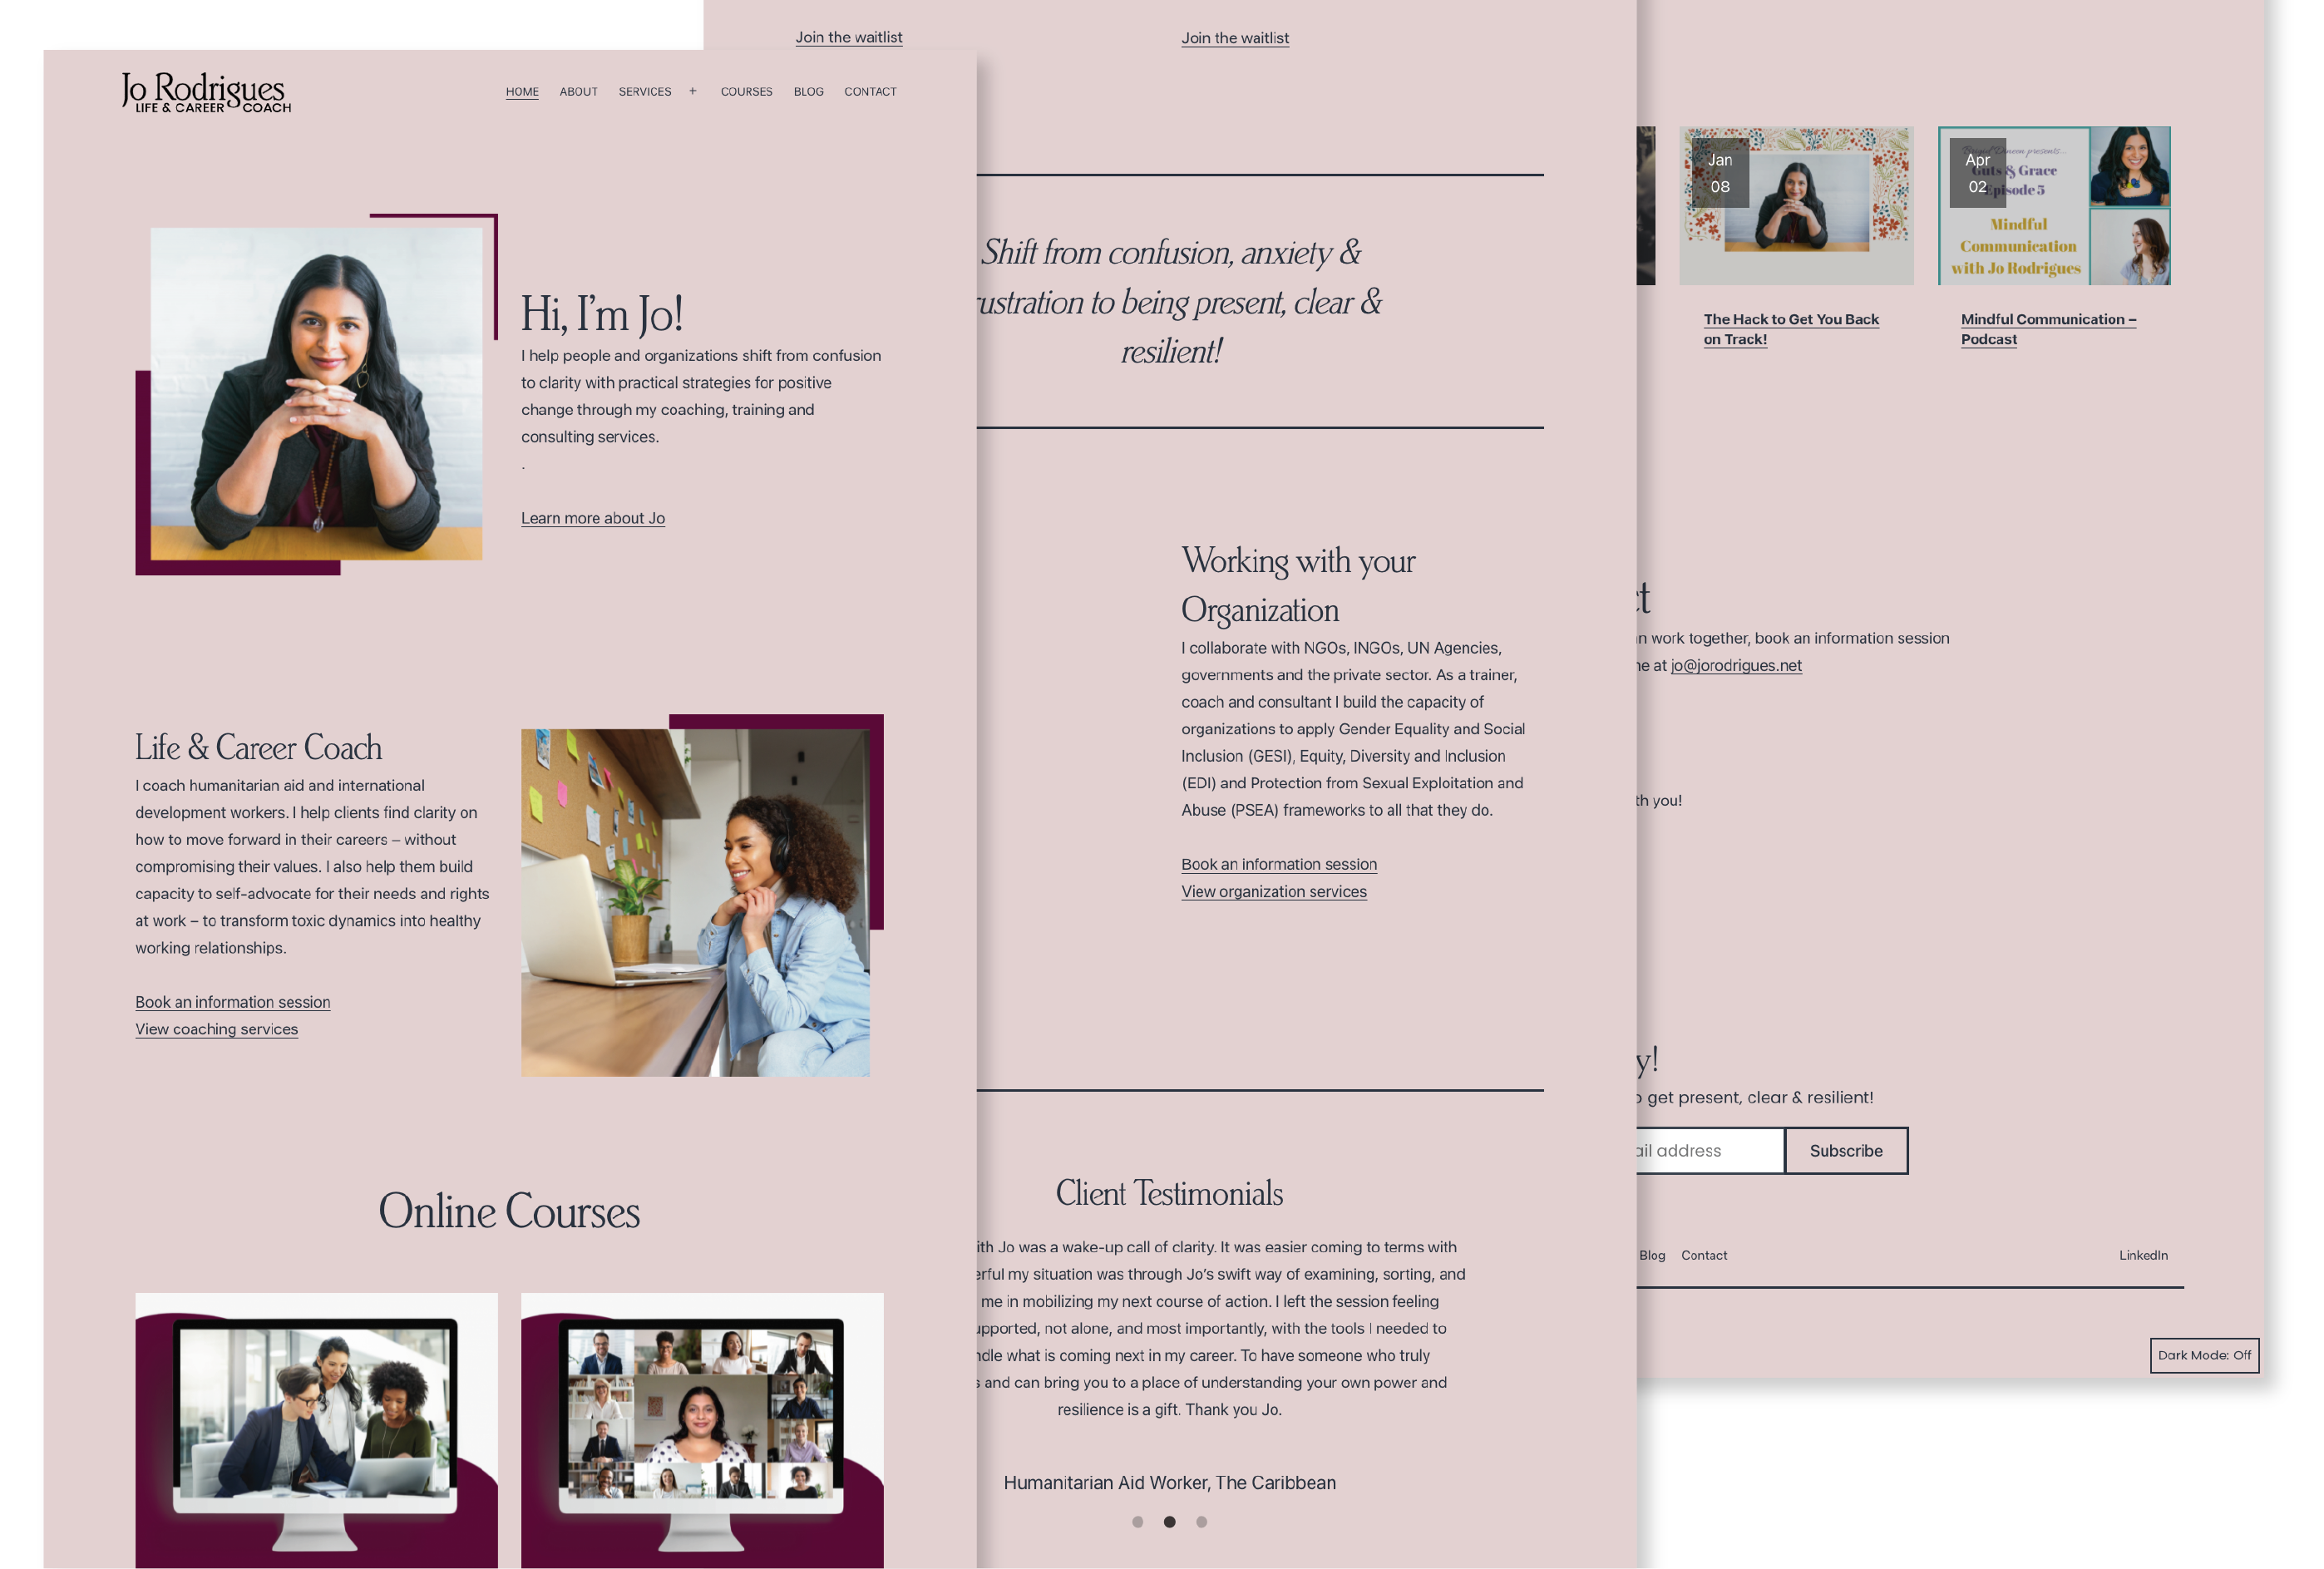 Jo Rodrigues
LIFE & CAREER COACH
HOME ABOUT SERVICES + COURSES BLOG CONTACT
Hi, I'm Jo!
I help people and organizations shift from confusion
to clarity with practical strategies for positive
change through my coaching, training and
consulting services.
.
Learn more about Jo
Life & Career Coach
I coach humanitarian aid and international
development workers. I help clients find clarity on
how to move forward in their careers – without
compromising their values. I also help them build
capacity to self-advocate for their needs and rights
at work – to transform toxic dynamics into healthy
working relationships.
Book an information session
View coaching services
Online Courses
Join the waitlist
Join the waitlist
Shift from confusion, anxiety &
ustration to being present, clear &
resilient!
Working with your
Organization
I collaborate with NGOs, INGOs, UN Agencies,
governments and the private sector. As a trainer,
coach and consultant I build the capacity of
organizations to apply Gender Equality and Social
Inclusion (GESI), Equity, Diversity and Inclusion
(EDI) and Protection from Sexual Exploitation and
Abuse (PSEA) frameworks to all that they do.
Book an information session
View organization services
Client Testimonials
ith Jo was a wake-up call of clarity. It was easier coming to terms with
erful my situation was through Jo's swift way of examining, sorting, and
me in mobilizing my next course of action. I left the session feeling
upported, not alone, and most importantly, with the tools I needed to
ndle what is coming next in my career. To have someone who truly
s and can bring you to a place of understanding your own power and
resilience is a gift. Thank you Jo.
Humanitarian Aid Worker, The Caribbean
Jan
08
The Hack to Get You Back
on Track!
Apr
02
presents...
Guts & Grace
Episode 5
Mindful
Communication
with Jo Rodrigues
Mindful Communication –
Podcast
ct
n work together, book an information session
ne at jo@jorodrigues.net
th you!
y!
o get present, clear & resilient!
ail address
Subscribe
Blog Contact LinkedIn
Dark Mode: Off